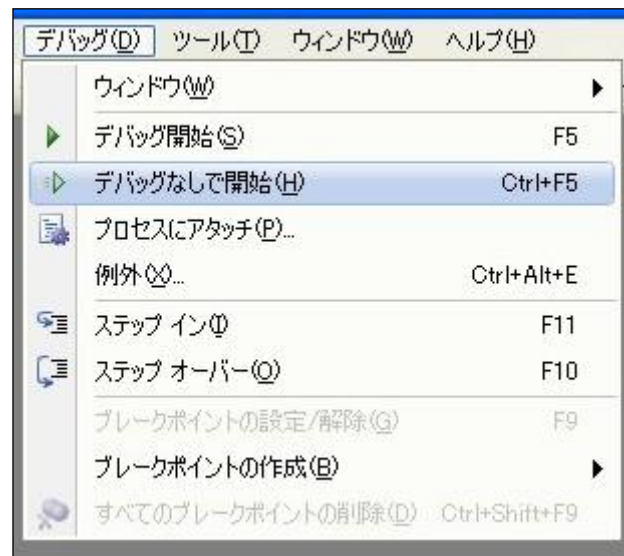 デバッグ(D) ツール(T) ウィンドウ(W) ヘルプ(H)
ウィンドウ(W)
デバッグ開始(S) F5
デバッグなしで開始(H) Ctrl+F5
プロセスにアタッチ(P)...
例外(X)... Ctrl+Alt+E
ステップ イン(I) F11
ステップ オーバー(O) F10
ブレークポイントの設定/解除(G) F9
ブレークポイントの作成(B)
すべてのブレークポイントの削除(D) Ctrl+Shift+F9